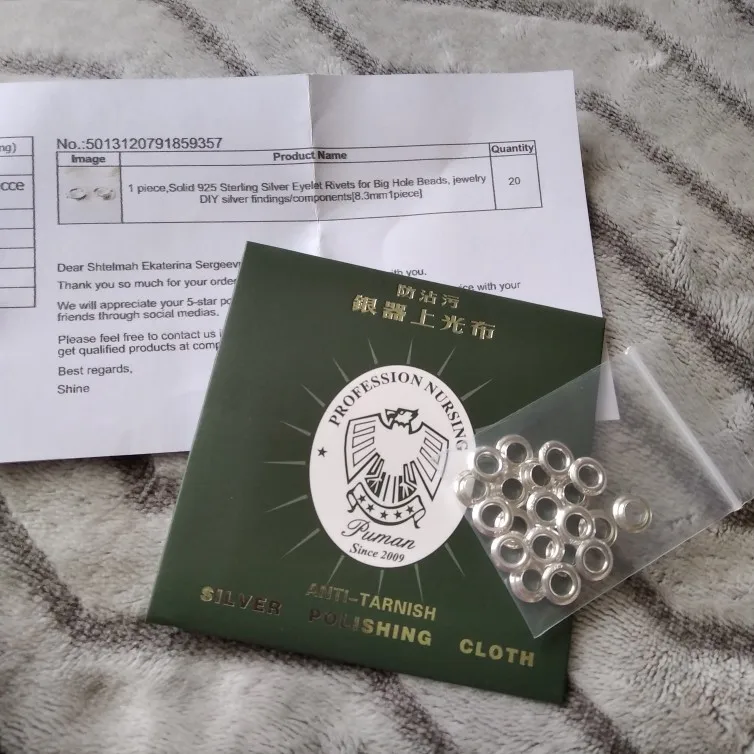 ng)
cce
No.:5013120791859357
Image Product Name Quantity
1 piece,Solid 925 Sterling Silver Eyelet Rivets for Big Hole Beads, jewelry 20
DIY silver findings/components[8.3mm1piece]
Dear Shtelmah Ekaterina with you.
Thank you so much for your with your
We will appreciate your 5-star
friends through social medias.
Please feel free to contact us
get qualified products at
Best regards,
Shine
防沾污
銀器上光布
PROFESSION NURSING
Puman
Since 2009
ANTI-TARNISH
SILVER POLISHING CLOTH